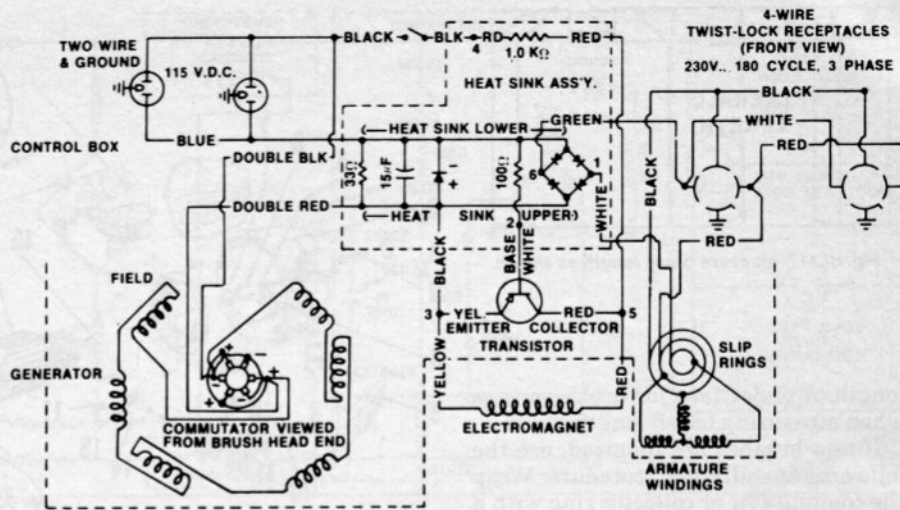 4-WIRE
TWIST-LOCK RECEPTACLES
(FRONT VIEW)
230V.. 180 CYCLE, 3 PHASE
TWO WIRE
& GROUND
115 V.D.C.
BLACK
BLK
4
RD
RED
1.0 KΩ
HEAT SINK ASS'Y.
BLACK
GREEN
WHITE
RED
CONTROL BOX
BLUE
HEAT SINK LOWER
DOUBLE BLK
33Ω
15µF
-
+
100Ω
6
1
WHITE
BLACK
DOUBLE RED
(HEAT SINK UPPER)
2
RED
BLACK
BASE
WHITE
FIELD
3
YEL.
EMITTER
RED
COLLECTOR
5
TRANSISTOR
SLIP
RINGS
GENERATOR
+
-
-
+
YELLOW
RED
COMMUTATOR VIEWED
FROM BRUSH HEAD END
ELECTROMAGNET
ARMATURE
WINDINGS